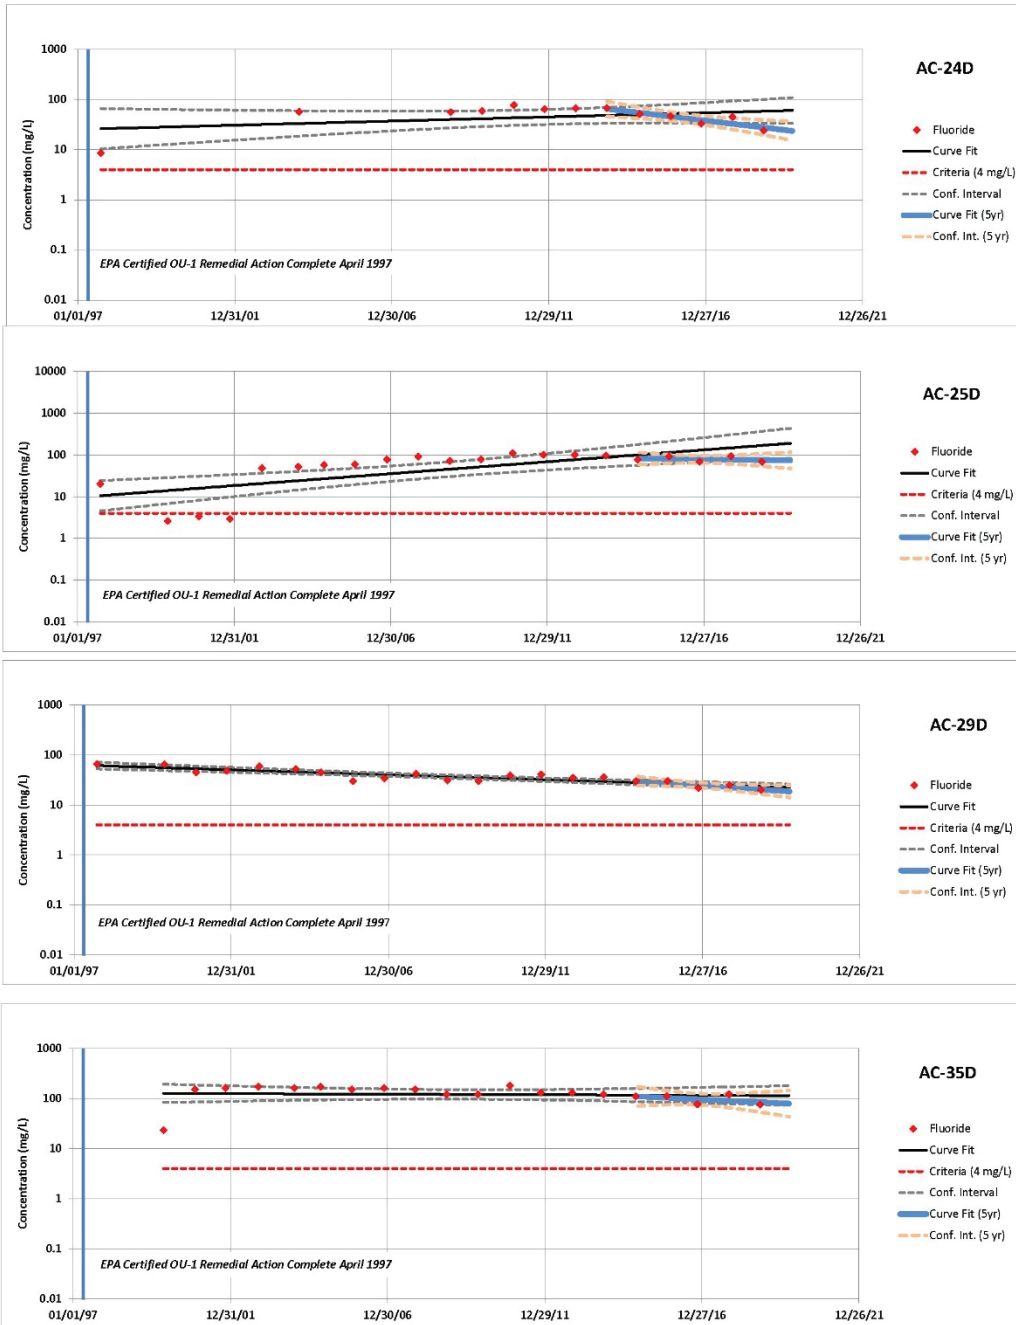 AC-24D
1000
100
10
1
0.1
0.01
Concentration (mg/L)
EPA Certified OU-1 Remedial Action Complete April 1997
01/01/97 12/31/01 12/30/06 12/29/11 12/27/16 12/26/21
Fluoride
Curve Fit
Criteria (4 mg/L)
Conf. Interval
Curve Fit (5yr)
Conf. Int. (5 yr)
AC-25D
10000
1000
100
10
1
0.1
0.01
Concentration (mg/L)
EPA Certified OU-1 Remedial Action Complete April 1997
01/01/97 12/31/01 12/30/06 12/29/11 12/27/16 12/26/21
Fluoride
Curve Fit
Criteria (4 mg/L)
Conf. Interval
Curve Fit (5yr)
Conf. Int. (5 yr)
AC-29D
1000
100
10
1
0.1
0.01
Concentration (mg/L)
EPA Certified OU-1 Remedial Action Complete April 1997
01/01/97 12/31/01 12/30/06 12/29/11 12/27/16 12/26/21
Fluoride
Curve Fit
Criteria (4 mg/L)
Conf. Interval
Curve Fit (5yr)
Conf. Int. (5 yr)
AC-35D
1000
100
10
1
0.1
0.01
Concentration (mg/L)
EPA Certified OU-1 Remedial Action Complete April 1997
01/01/97 12/31/01 12/30/06 12/29/11 12/27/16 12/26/21
Fluoride
Curve Fit
Criteria (4 mg/L)
Conf. Interval
Curve Fit (5yr)
Conf. Int. (5 yr)